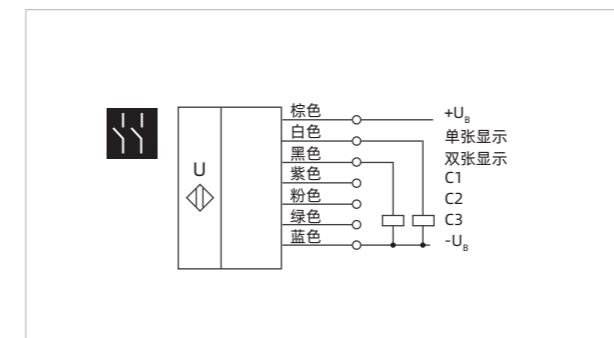 棕色 +UB
白色 单张显示
黑色 双张显示
紫色 C1
粉色 C2
绿色 C3
蓝色 -UB
U